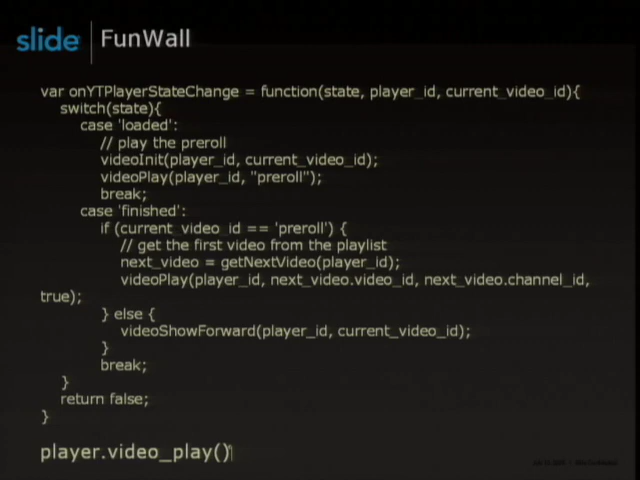 slide FunWall
var onYTPlayerStateChange = function(state, player_id, current_video_id){
switch(state){
case 'loaded':
// play the preroll
videoInit(player_id, current_video_id);
videoPlay(player_id, "preroll");
break;
case 'finished':
if (current_video_id == 'preroll') {
// get the first video from the playlist
next_video = getNextVideo(player_id);
videoPlay(player_id, next_video.video_id, next_video.channel_id,
true);
} else {
videoShowForward(player_id, current_video_id);
}
break;
}
return false;
}
player.video_play()